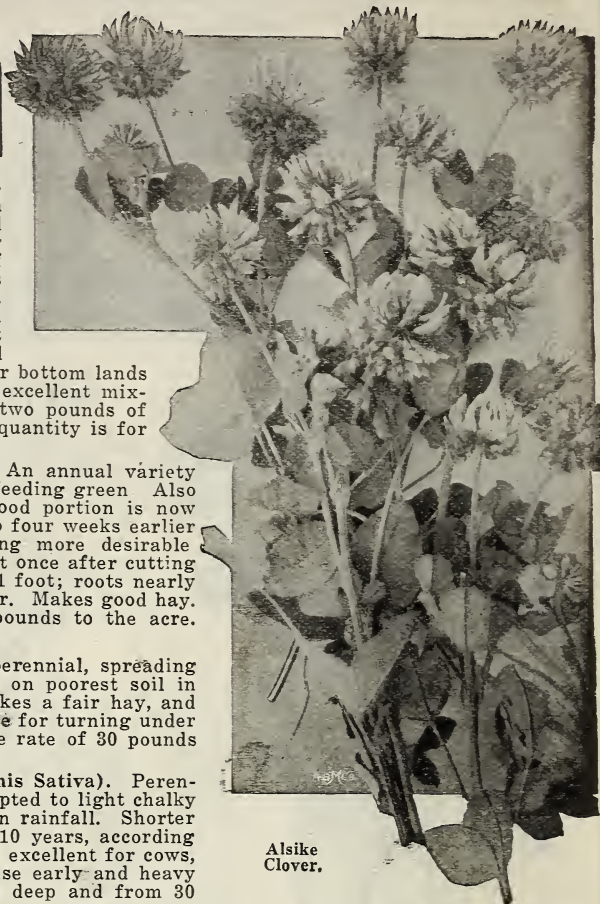 r bottom lands
excellent mix-
two pounds of
quantity is for
An annual variety
feeding green Also
ood portion is now
four weeks earlier
ng more desirable
t once after cutting
foot; roots nearly
r. Makes good hay.
pounds to the acre.
perennial, spreading
on poorest soil in
kes a fair hay, and
e for turning under
e rate of 30 pounds
nis Sativa). Peren-
pted to light chalky
n rainfall. Shorter
10 years, according
excellent for cows,
se early and heavy
deep and from 30
Alsike
Clover.